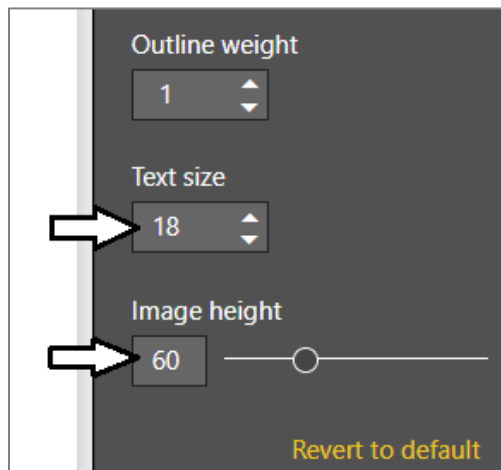 Outline weight
1
Text size
18
Image height
60
Revert to default